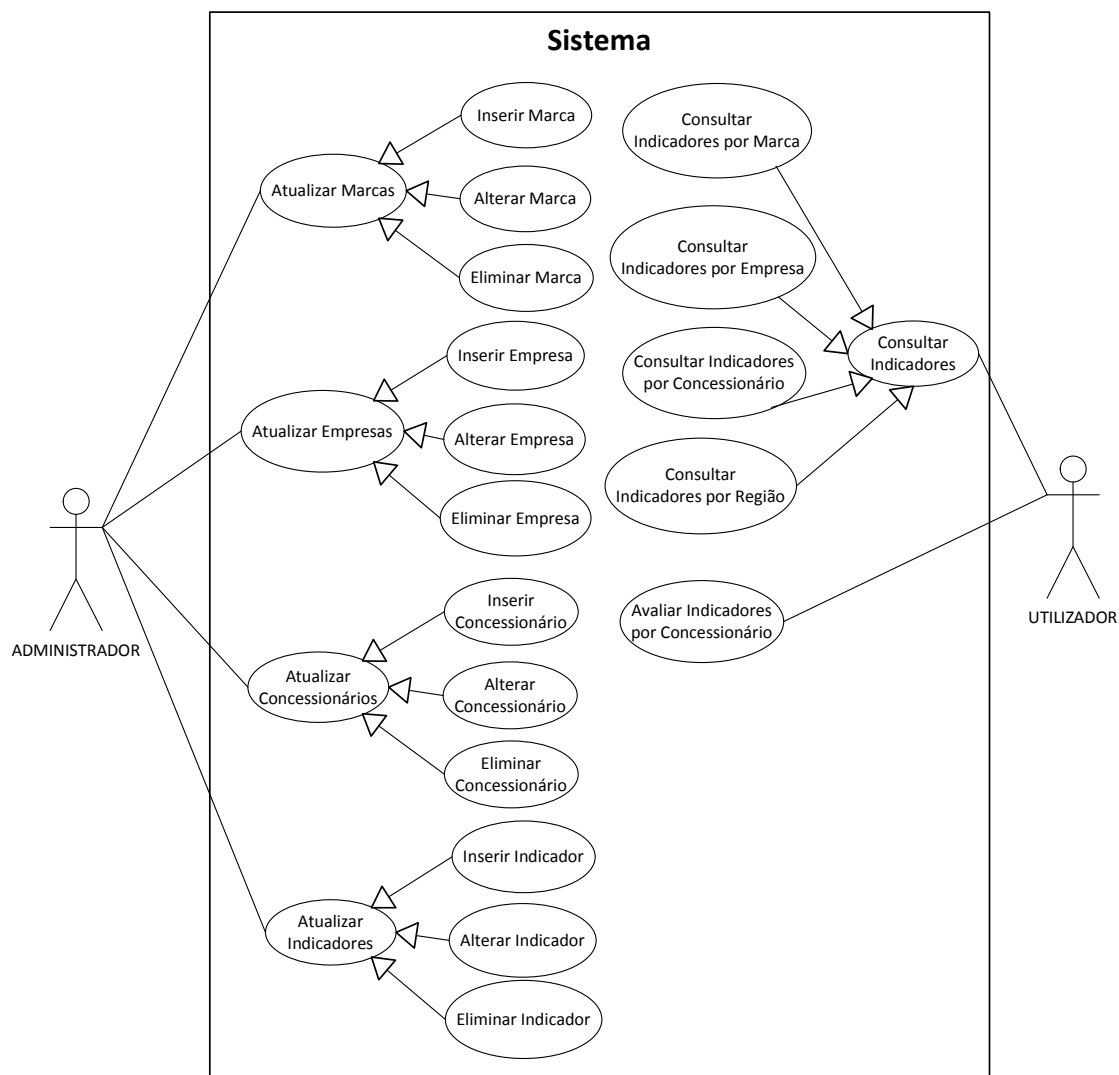 Sistema
Inserir Marca
Atualizar Marcas
Alterar Marca
Eliminar Marca
Inserir Empresa
Atualizar Empresas
Alterar Empresa
Eliminar Empresa
ADMINISTRADOR
Inserir
Concessionário
Atualizar
Concessionários
Alterar
Concessionário
Eliminar
Concessionário
Inserir Indicador
Atualizar
Indicadores
Alterar Indicador
Eliminar Indicador
Consultar
Indicadores por Marca
Consultar
Indicadores por Empresa
Consultar
Indicadores
Consultar Indicadores
por Concessionário
Consultar
Indicadores por Região
Avaliar Indicadores
por Concessionário
UTILIZADOR